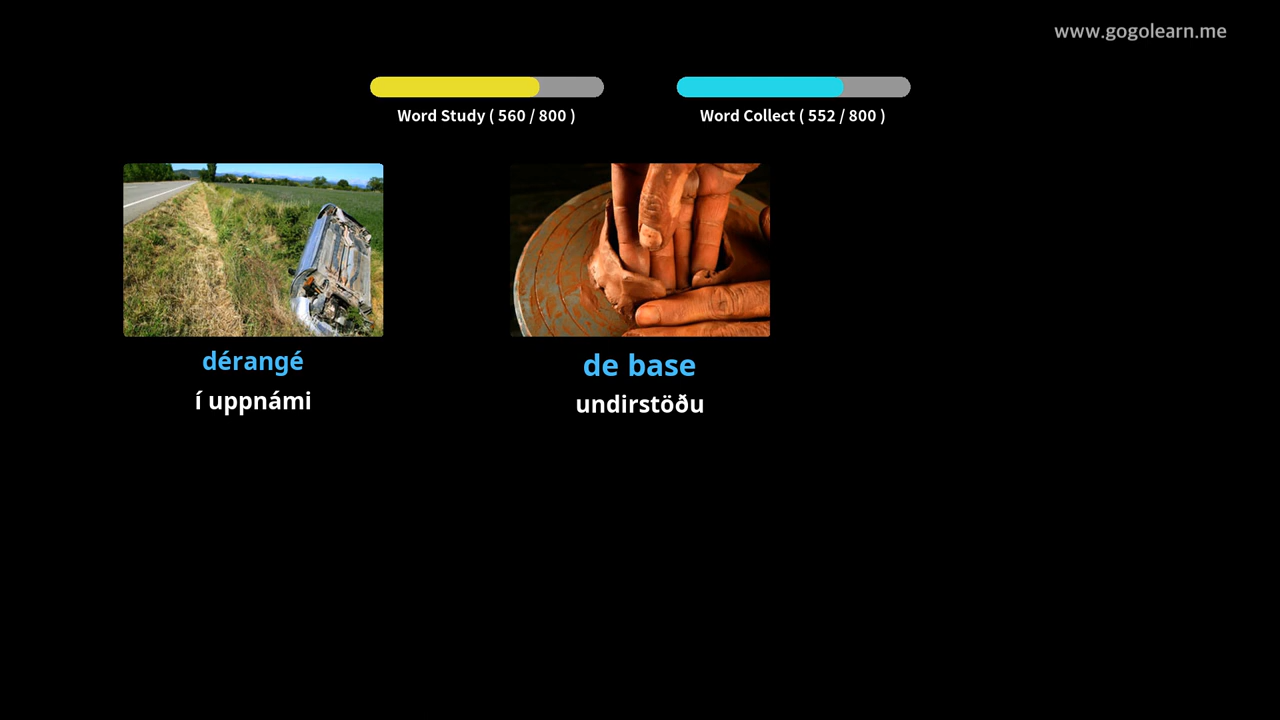 www.gogolearn.me
Word Study ( 560 / 800 )
Word Collect ( 552 / 800 )
dérangé
í uppnámi
de base
undirstöðu